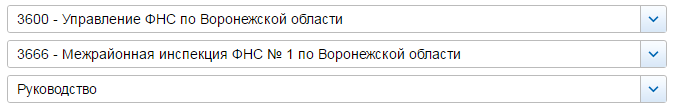 3600 - Управление ФНС по Воронежской области
3666 - Межрайонная инспекция ФНС № 1 по Воронежской области
Руководство